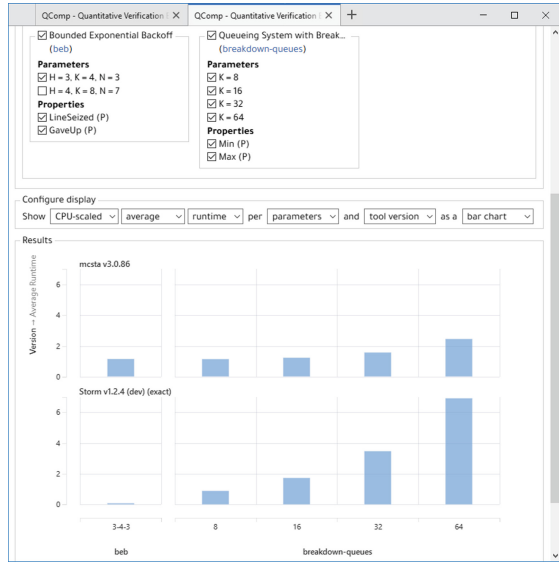 QComp - Quantitative Verification
QComp - Quantitative Verification
Bounded Exponential Backoff
(beb)
Parameters
H = 3, K = 4, N = 3
H = 4, K = 8, N = 7
Properties
LineSeized (P)
GaveUp (P)
Queueing System with Break...
(breakdown-queues)
Parameters
K = 8
K = 16
K = 32
K = 64
Properties
Min (P)
Max (P)
Configure display
Show CPU-scaled average runtime per parameters and tool version as a bar chart
Results
Version → Average Runtime
mcsta v3.0.86
6
4
2
0
Storm v1.2.4 (dev) (exact)
6
4
2
0
3-4-3 8 16 32 64
beb breakdown-queues